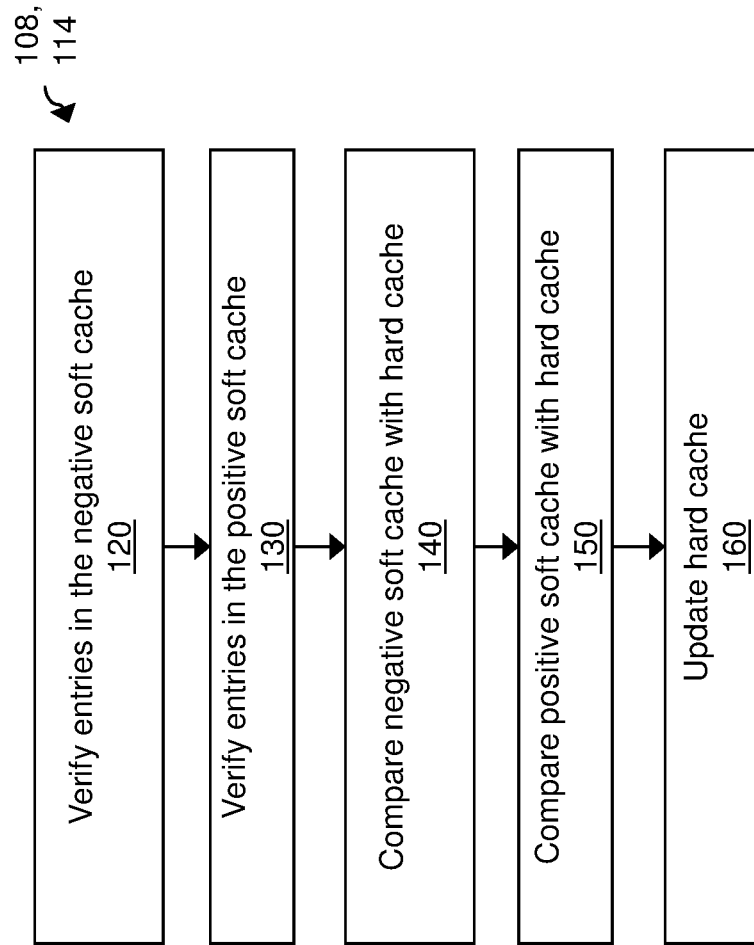 108,
114
Verify entries in the negative soft cache
120
Verify entries in the positive soft cache
130
Compare negative soft cache with hard cache
140
Compare positive soft cache with hard cache
150
Update hard cache
160